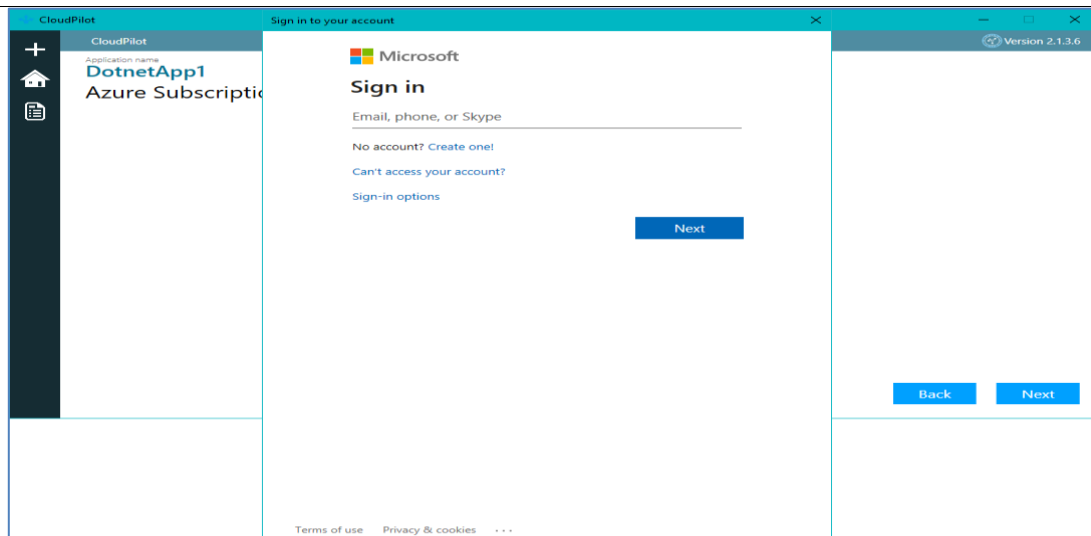 CloudPilot
Sign in to your account
CloudPilot
Version 2.1.3.6
Application name
DotnetApp1
Azure Subscriptio
Microsoft
Sign in
Email, phone, or Skype
No account? Create one!
Can't access your account?
Sign-in options
Next
Back
Next
Terms of use Privacy & cookies ...